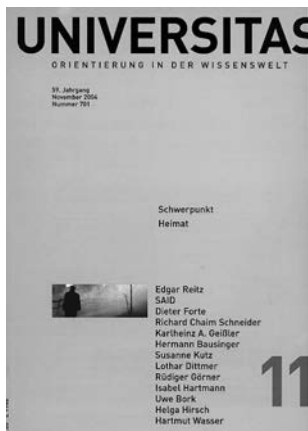 UNIVERSITAS
ORIENTIERUNG IN DER WISSENSWELT
59. Jahrgang
November 2004
Nummer 701
Schwerpunkt
Heimat
Edgar Reitz
SAID
Dieter Forte
Richard Chaim Schneider
Karlheinz A. Geißler
Hermann Bausinger
Susanne Kutz
Lothar Dittmer
Rüdiger Görner
Isabel Hartmann
Uwe Bork
Helga Hirsch
Hartmut Wasser
11